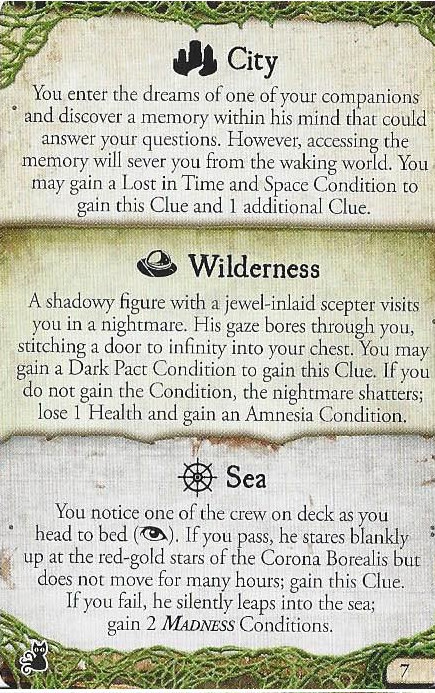 City
You enter the dreams of one of your companions
and discover a memory within his mind that could
answer your questions. However, accessing the
memory will sever you from the waking world. You
may gain a Lost in Time and Space Condition to
gain this Clue and 1 additional Clue.
Wilderness
A shadowy figure with a jewel-inlaid scepter visits
you in a nightmare. His gaze bores through you,
stitching a door to infinity into your chest. You may
gain a Dark Pact Condition to gain this Clue. If you
do not gain the Condition, the nightmare shatters;
lose 1 Health and gain an Amnesia Condition.
Sea
You notice one of the crew on deck as you
head to bed ( ). If you pass, he stares blankly
up at the red-gold stars of the Corona Borealis but
does not move for many hours; gain this Clue.
If you fail, he silently leaps into the sea;
gain 2 MADNESS Conditions.
7